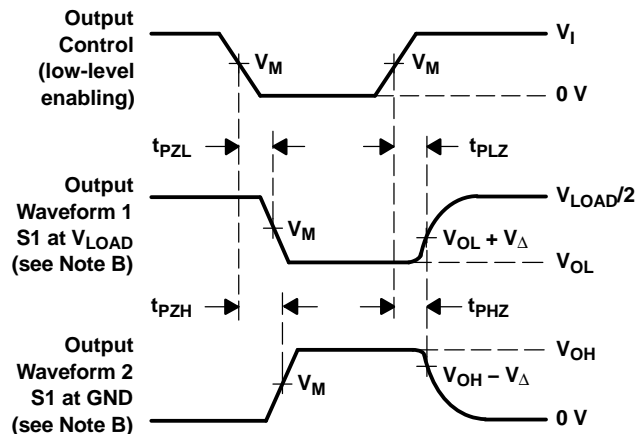 Output
Control
(low-level
enabling)
V_M
V_M
V_I
0 V
t_PZL
t_PLZ
Output
Waveform 1
S1 at V_LOAD
(see Note B)
V_M
V_LOAD/2
V_OL + V_Δ
V_OL
t_PZH
t_PHZ
Output
Waveform 2
S1 at GND
(see Note B)
V_M
V_OH
V_OH – V_Δ
0 V